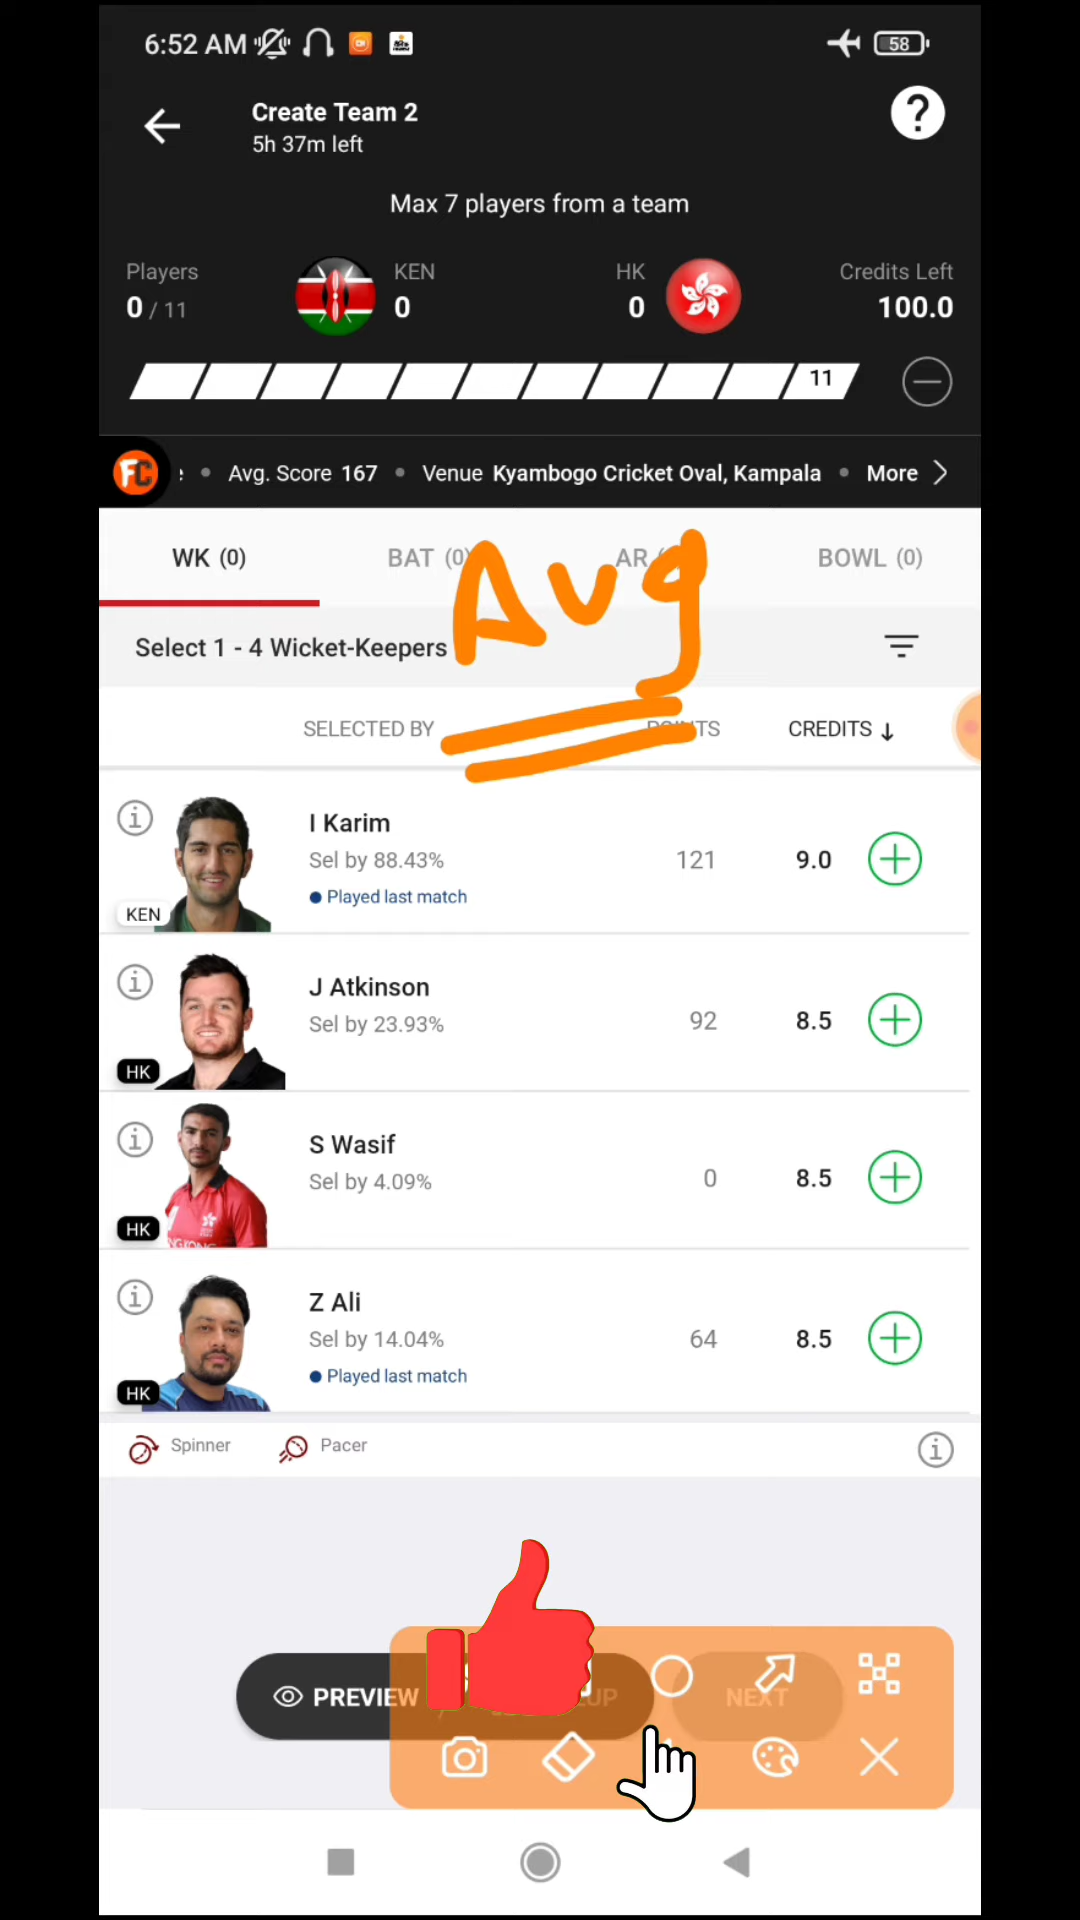 6:52 AM 58
Create Team 2
5h 37m left
?
Max 7 players from a team
Players KEN HK Credits Left
0 / 11 0 0 100.0
11
FC Avg. Score 167 • Venue Kyambogo Cricket Oval, Kampala • More
WK (0) BAT (0) AR BOWL (0)
Avg
Select 1 - 4 Wicket-Keepers
SELECTED BY POINTS CREDITS ↓
I Karim
Sel by 88.43% 121 9.0
Played last match
KEN
J Atkinson
Sel by 23.93% 92 8.5
HK
S Wasif
Sel by 4.09% 0 8.5
HK
Z Ali
Sel by 14.04% 64 8.5
Played last match
HK
Spinner Pacer
PREVIEW NEXT